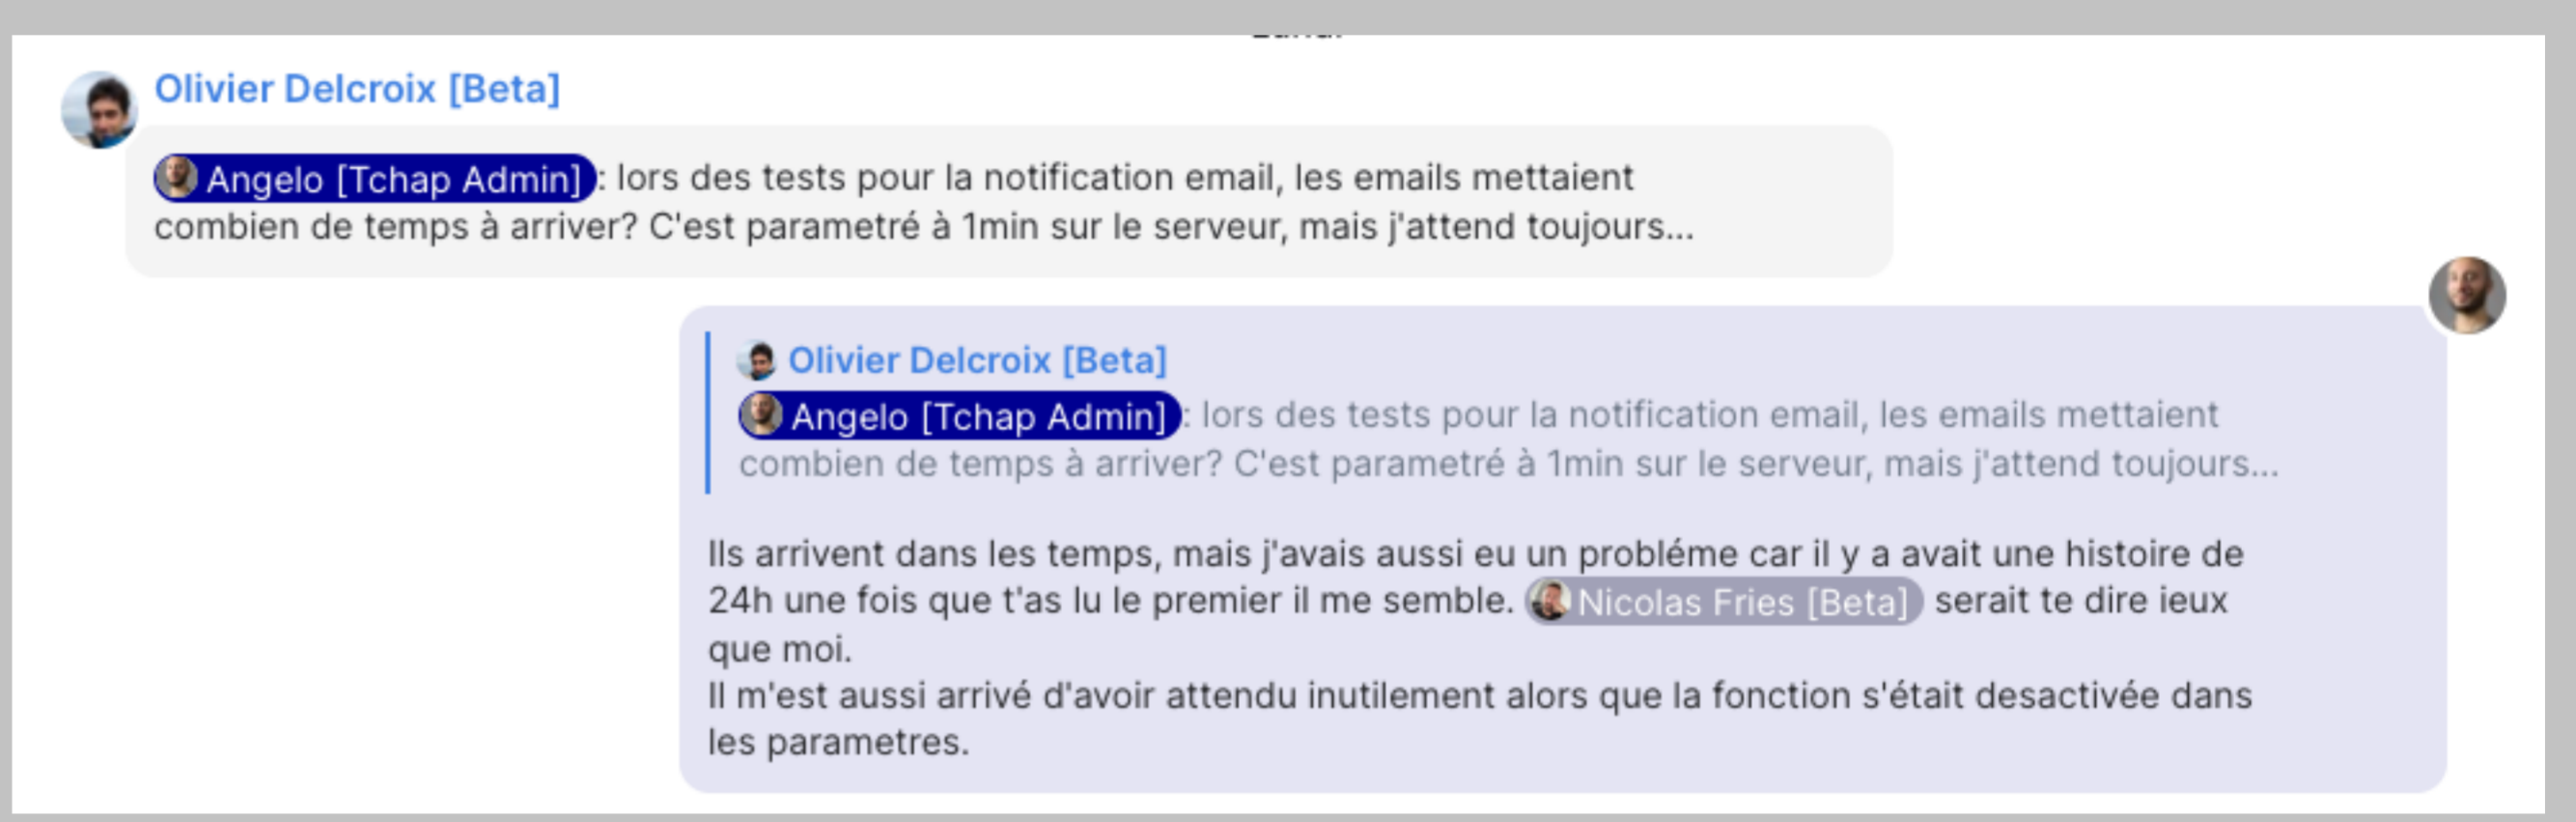 Olivier Delcroix [Beta]
Angelo [Tchap Admin]: lors des tests pour la notification email, les emails mettaient
combien de temps à arriver? C'est parametré à 1min sur le serveur, mais j'attend toujours...
Olivier Delcroix [Beta]
Angelo [Tchap Admin]: lors des tests pour la notification email, les emails mettaient
combien de temps à arriver? C'est parametré à 1min sur le serveur, mais j'attend toujours...
Ils arrivent dans les temps, mais j'avais aussi eu un probléme car il y a avait une histoire de
24h une fois que t'as lu le premier il me semble. Nicolas Fries [Beta] serait te dire ieux
que moi.
Il m'est aussi arrivé d'avoir attendu inutilement alors que la fonction s'était desactivée dans
les parametres.